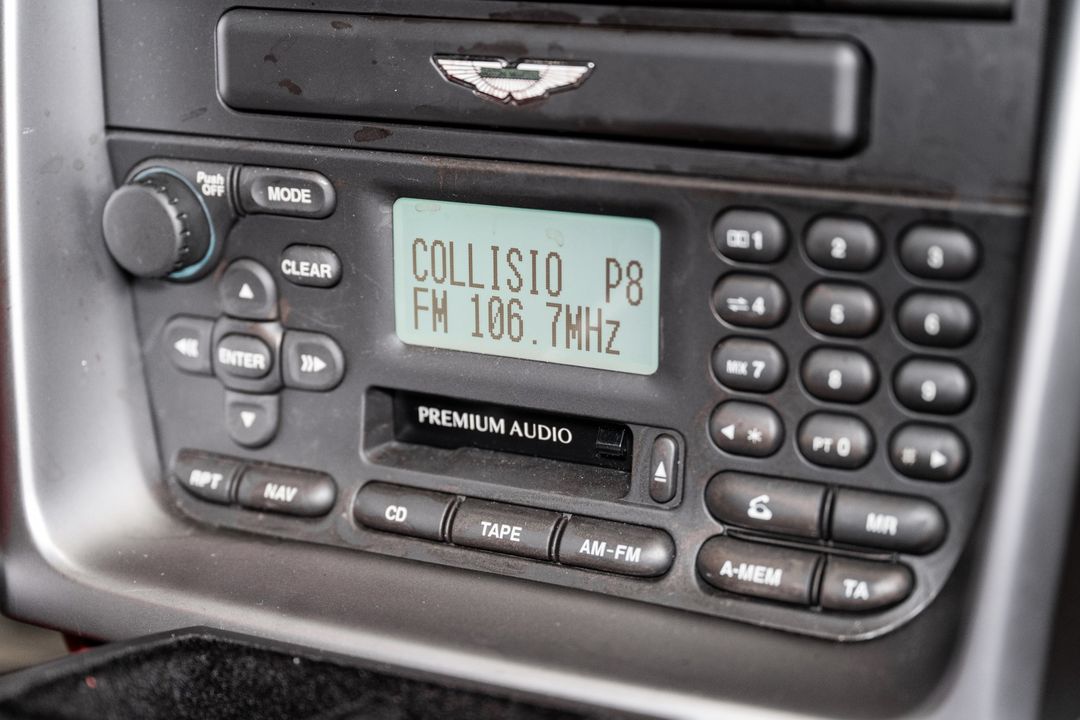 Push
OFF
MODE
CLEAR
ENTER
COLLISIO P8
FM 106.7MHz
PREMIUM AUDIO
RPT
NAV
CD
TAPE
AM-FM
1
2
3
4
5
6
MIX 7
8
9
*
PT 0
#
MR
A-MEM
TA